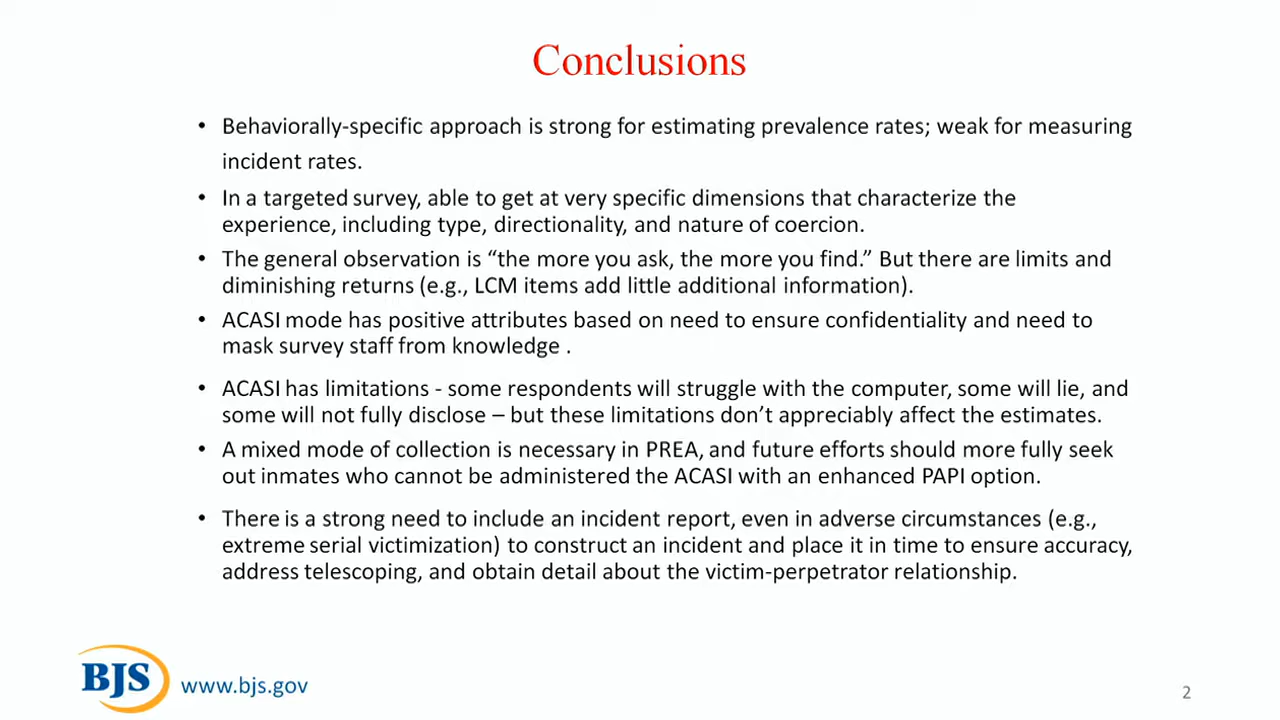 Conclusions
• Behaviorally-specific approach is strong for estimating prevalence rates; weak for measuring
incident rates.
• In a targeted survey, able to get at very specific dimensions that characterize the
experience, including type, directionality, and nature of coercion.
• The general observation is “the more you ask, the more you find.” But there are limits and
diminishing returns (e.g., LCM items add little additional information).
• ACASI mode has positive attributes based on need to ensure confidentiality and need to
mask survey staff from knowledge .
• ACASI has limitations - some respondents will struggle with the computer, some will lie, and
some will not fully disclose – but these limitations don’t appreciably affect the estimates.
• A mixed mode of collection is necessary in PREA, and future efforts should more fully seek
out inmates who cannot be administered the ACASI with an enhanced PAPI option.
• There is a strong need to include an incident report, even in adverse circumstances (e.g.,
extreme serial victimization) to construct an incident and place it in time to ensure accuracy,
address telescoping, and obtain detail about the victim-perpetrator relationship.
BJS www.bjs.gov
2